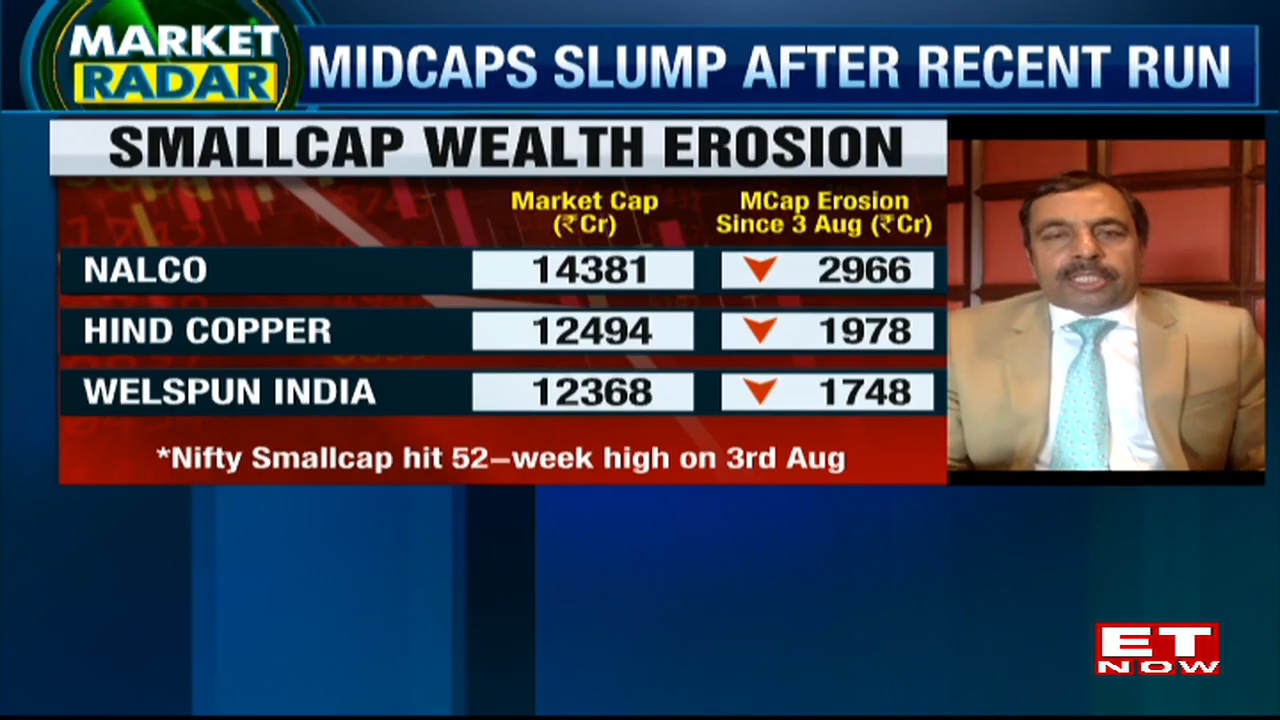 MARKET
RADAR
MIDCAPS SLUMP AFTER RECENT RUN
SMALLCAP WEALTH EROSION
Market Cap
(₹Cr)
MCap Erosion
Since 3 Aug (₹Cr)
NALCO 14381 2966
HIND COPPER 12494 1978
WELSPUN INDIA 12368 1748
*Nifty Smallcap hit 52–week high on 3rd Aug
ET
NOW